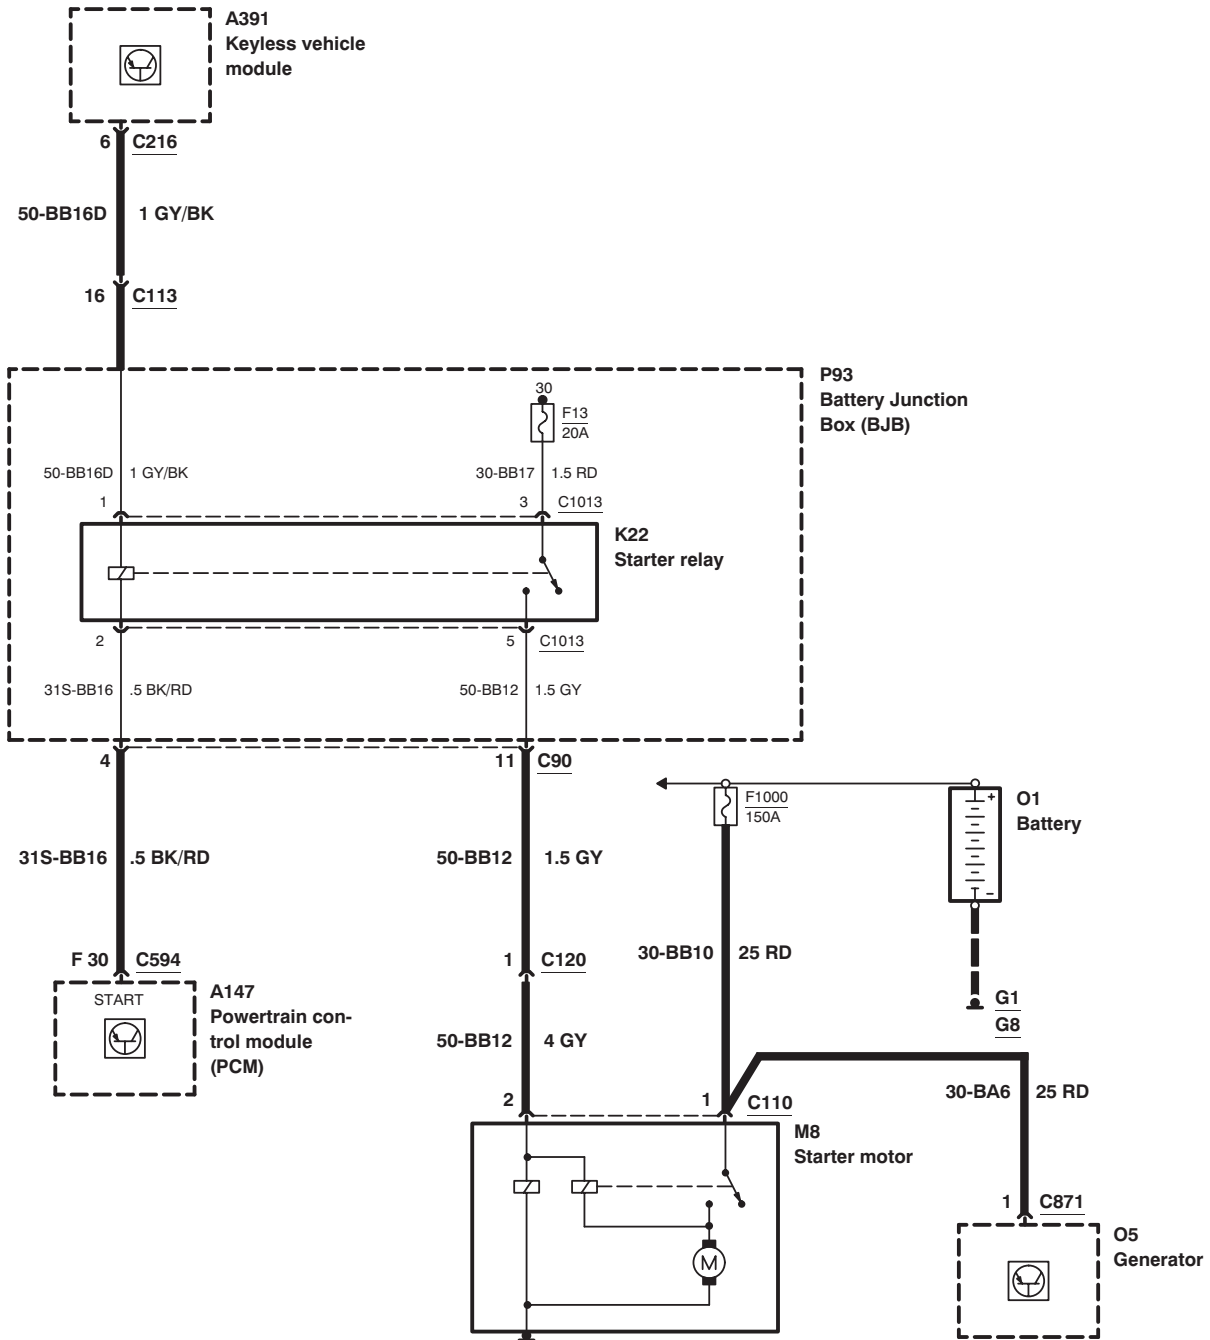 A391
Keyless vehicle
module
6 C216
50-BB16D 1 GY/BK
16 C113
P93
Battery Junction
Box (BJB)
30
F13
20A
50-BB16D 1 GY/BK
30-BB17 1.5 RD
1
3 C1013
K22
Starter relay
2
5 C1013
31S-BB16 .5 BK/RD
50-BB12 1.5 GY
4
11 C90
F1000
150A
+
-
O1
Battery
31S-BB16 .5 BK/RD
50-BB12 1.5 GY
30-BB10 25 RD
F 30 C594
START
A147
Powertrain con-
trol module
(PCM)
1 C120
G1
G8
50-BB12 4 GY
30-BA6 25 RD
2
1 C110
M8
Starter motor
M
1 C871
O5
Generator